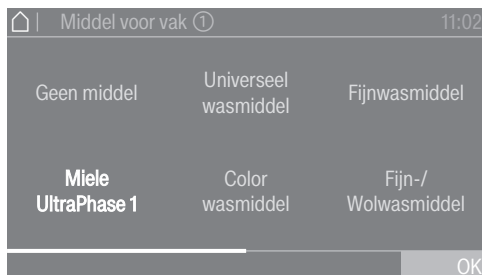 Middel voor vak ① 11:02
Geen middel
Universeel
wasmiddel
Fijnwasmiddel
Miele
UltraPhase 1
Color
wasmiddel
Fijn-/
Wolwasmiddel
OK